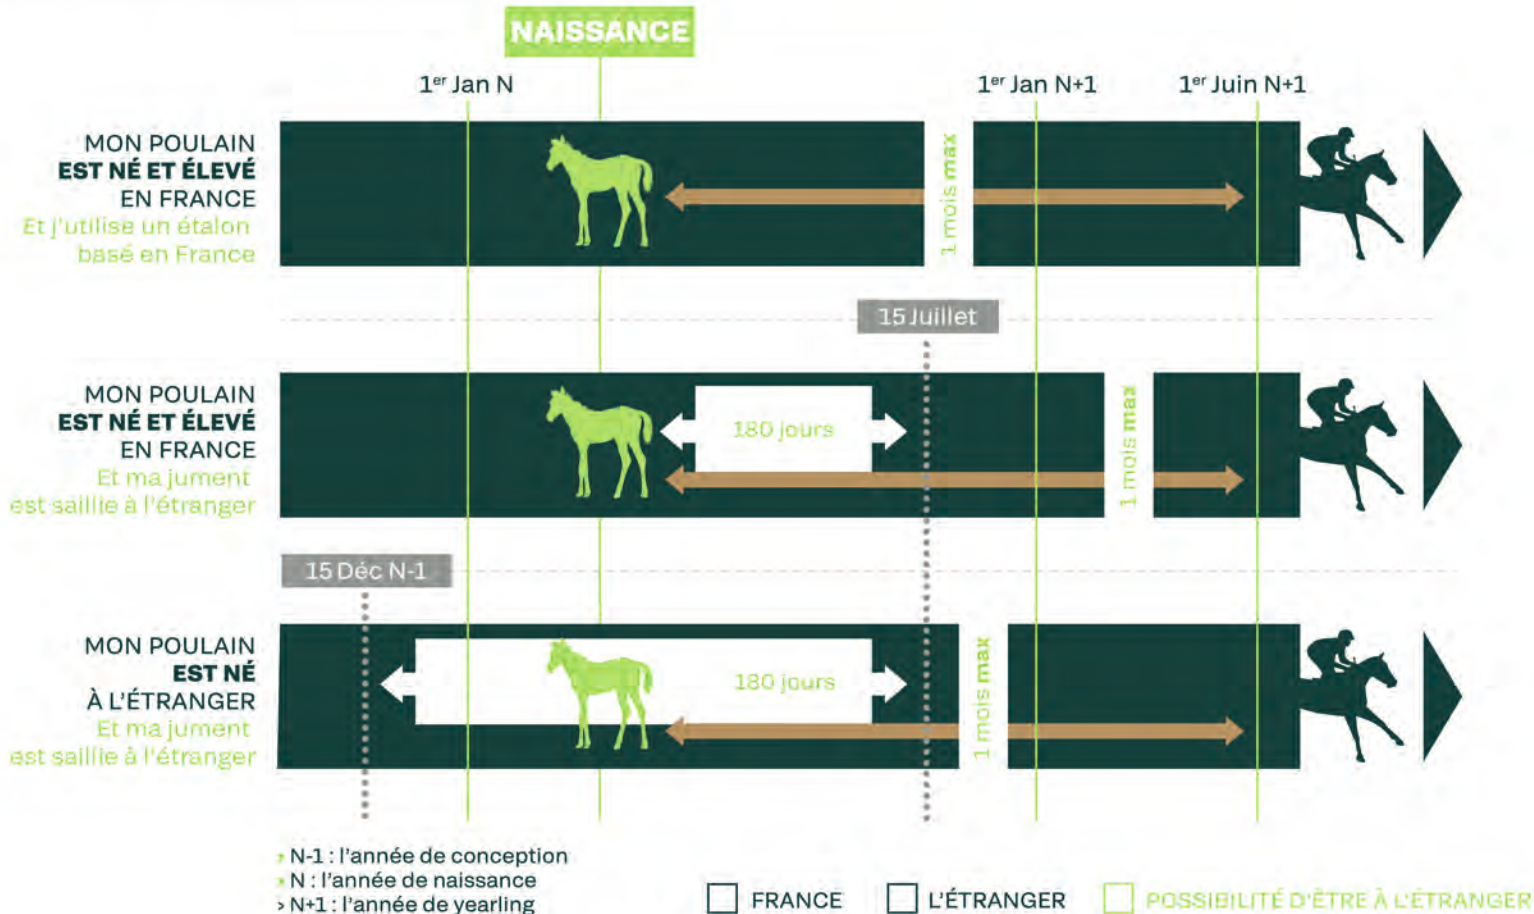 NAISSANCE
1er Jan N
1er Jan N+1
1er Juin N+1
MON POULAIN
EST NÉ ET ÉLEVÉ
EN FRANCE
Et j'utilise un étalon
basé en France
1 mois max
15 Juillet
MON POULAIN
EST NÉ ET ÉLEVÉ
EN FRANCE
Et ma jument
est saillie à l'étranger
180 jours
1 mois max
15 Déc N-1
MON POULAIN
EST NÉ
À L'ÉTRANGER
Et ma jument
est saillie à l'étranger
180 jours
1 mois max
> N-1 : l'année de conception
> N : l'année de naissance
> N+1 : l'année de yearling
FRANCE
L'ÉTRANGER
POSSIBILITÉ D'ÊTRE À L'ÉTRANGER